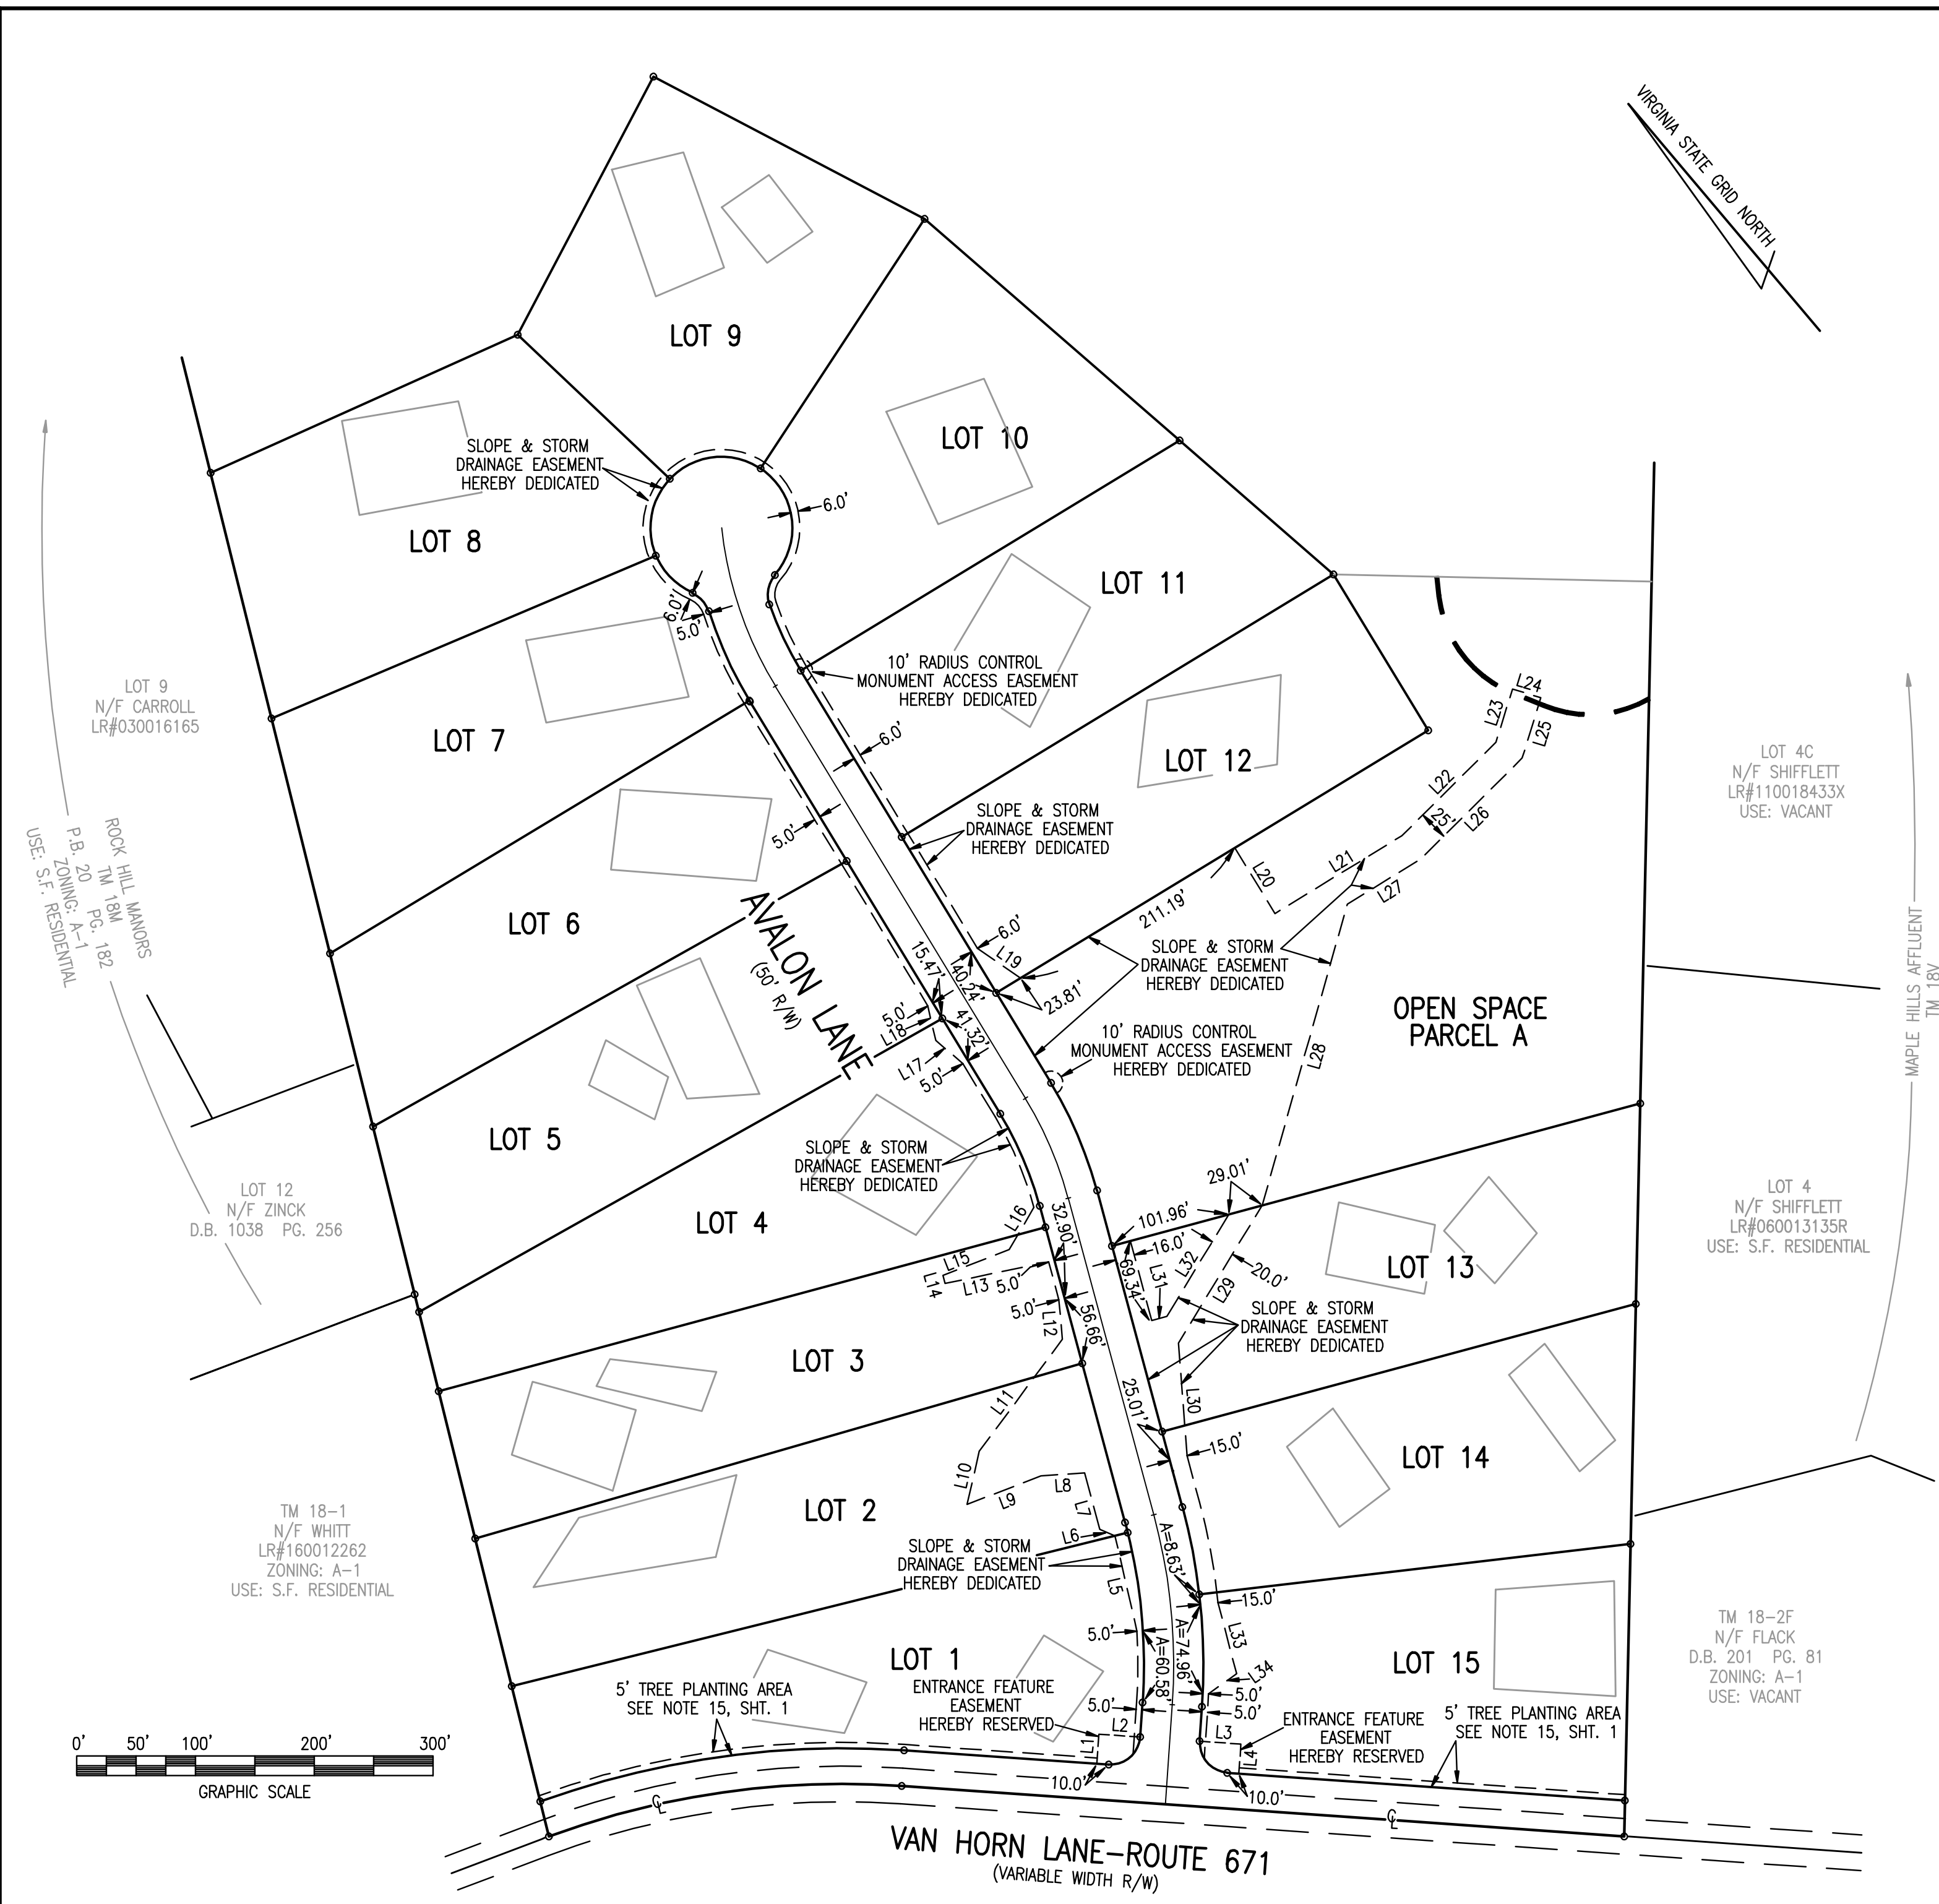 VIRGINIA STATE GRID NORTH
LOT 9
LOT 10
SLOPE & STORM
DRAINAGE EASEMENT
HEREBY DEDICATED
6.0'
LOT 8
LOT 11
6.0'
5.0'
10' RADIUS CONTROL
MONUMENT ACCESS EASEMENT
HEREBY DEDICATED
LOT 9
N/F CARROLL
LR#030016165
LOT 7
6.0'
LOT 12
L24
L23
L25
LOT 4C
N/F SHIFFLETT
LR#110018433X
USE: VACANT
L22
25'
L26
SLOPE & STORM
DRAINAGE EASEMENT
HEREBY DEDICATED
5.0'
L21
L20
L27
ROCK HILL MANORS
TM 18M
P.B. 20 PG. 182
ZONING: A-1
USE: S.F. RESIDENTIAL
LOT 6
AVALON LANE
(50' R/W)
211.19'
6.0'
L19
15.47'
40.24'
23.81'
SLOPE & STORM
DRAINAGE EASEMENT
HEREBY DEDICATED
OPEN SPACE
PARCEL A
MAPLE HILLS AFFLUENT
TM 18V
5.0'
L18
41.32'
L17
5.0'
10' RADIUS CONTROL
MONUMENT ACCESS EASEMENT
HEREBY DEDICATED
L28
LOT 5
SLOPE & STORM
DRAINAGE EASEMENT
HEREBY DEDICATED
LOT 12
N/F ZINCK
D.B. 1038 PG. 256
LOT 4
29.01'
101.96'
LOT 4
N/F SHIFFLETT
LR#060013135R
USE: S.F. RESIDENTIAL
L16
32.90'
16.0'
L15
L14
L13
5.0'
69.34'
L31
L32
L29
20.0'
LOT 13
5.0'
L12
56.66'
SLOPE & STORM
DRAINAGE EASEMENT
HEREBY DEDICATED
LOT 3
L11
25.01'
L30
15.0'
LOT 14
L10
L9
L8
L7
LOT 2
L6
TM 18-1
N/F WHITT
LR#160012262
ZONING: A-1
USE: S.F. RESIDENTIAL
SLOPE & STORM
DRAINAGE EASEMENT
HEREBY DEDICATED
L5
A=8.63'
15.0'
5.0'
A=60.58'
A=74.96'
L33
L34
LOT 1
LOT 15
TM 18-2F
N/F FLACK
D.B. 201 PG. 81
ZONING: A-1
USE: VACANT
5' TREE PLANTING AREA
SEE NOTE 15, SHT. 1
ENTRANCE FEATURE
EASEMENT
HEREBY RESERVED
5.0'
5.0'
5.0'
L2
L1
L3
L4
ENTRANCE FEATURE
EASEMENT
HEREBY RESERVED
5' TREE PLANTING AREA
SEE NOTE 15, SHT. 1
10.0'
10.0'
0' 50' 100' 200' 300'
GRAPHIC SCALE
CL
CL
VAN HORN LANE-ROUTE 671
(VARIABLE WIDTH R/W)